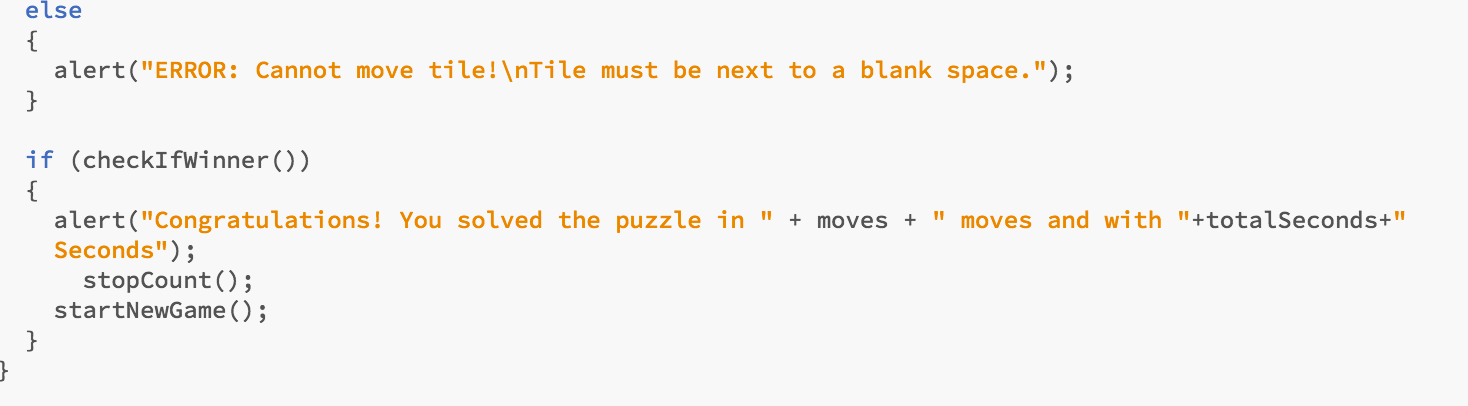 else
{
alert("ERROR: Cannot move tile!\nTile must be next to a blank space.");
}
if (checkIfWinner())
{
alert("Congratulations! You solved the puzzle in " + moves + " moves and with "+totalSeconds+"
Seconds");
stopCount();
startNewGame();
}
}